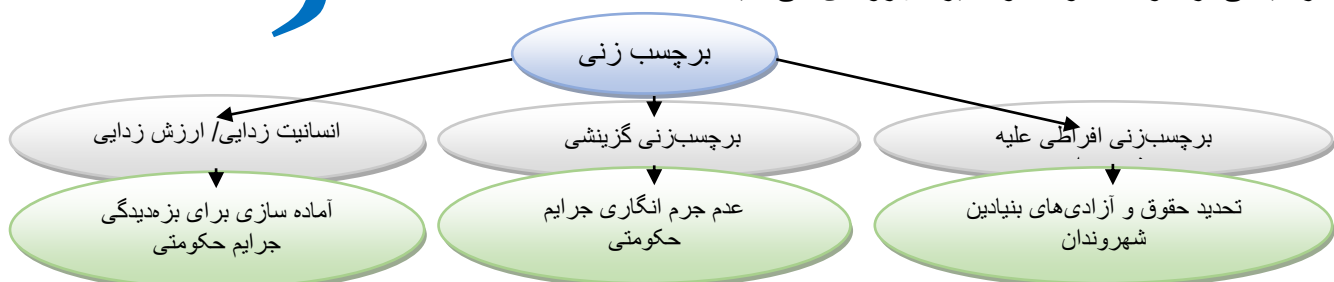 برچسب زنی
برچسب‌زنی افراطی علیه
برچسب‌زنی گزینشی
انسانیت زدایی/ ارزش زدایی
تحدید حقوق و آزادی‌های بنیادین
شهروندان
عدم جرم انگاری جرایم
حکومتی
آماده سازی برای بزه‌دیدگی
جرایم حکومتی